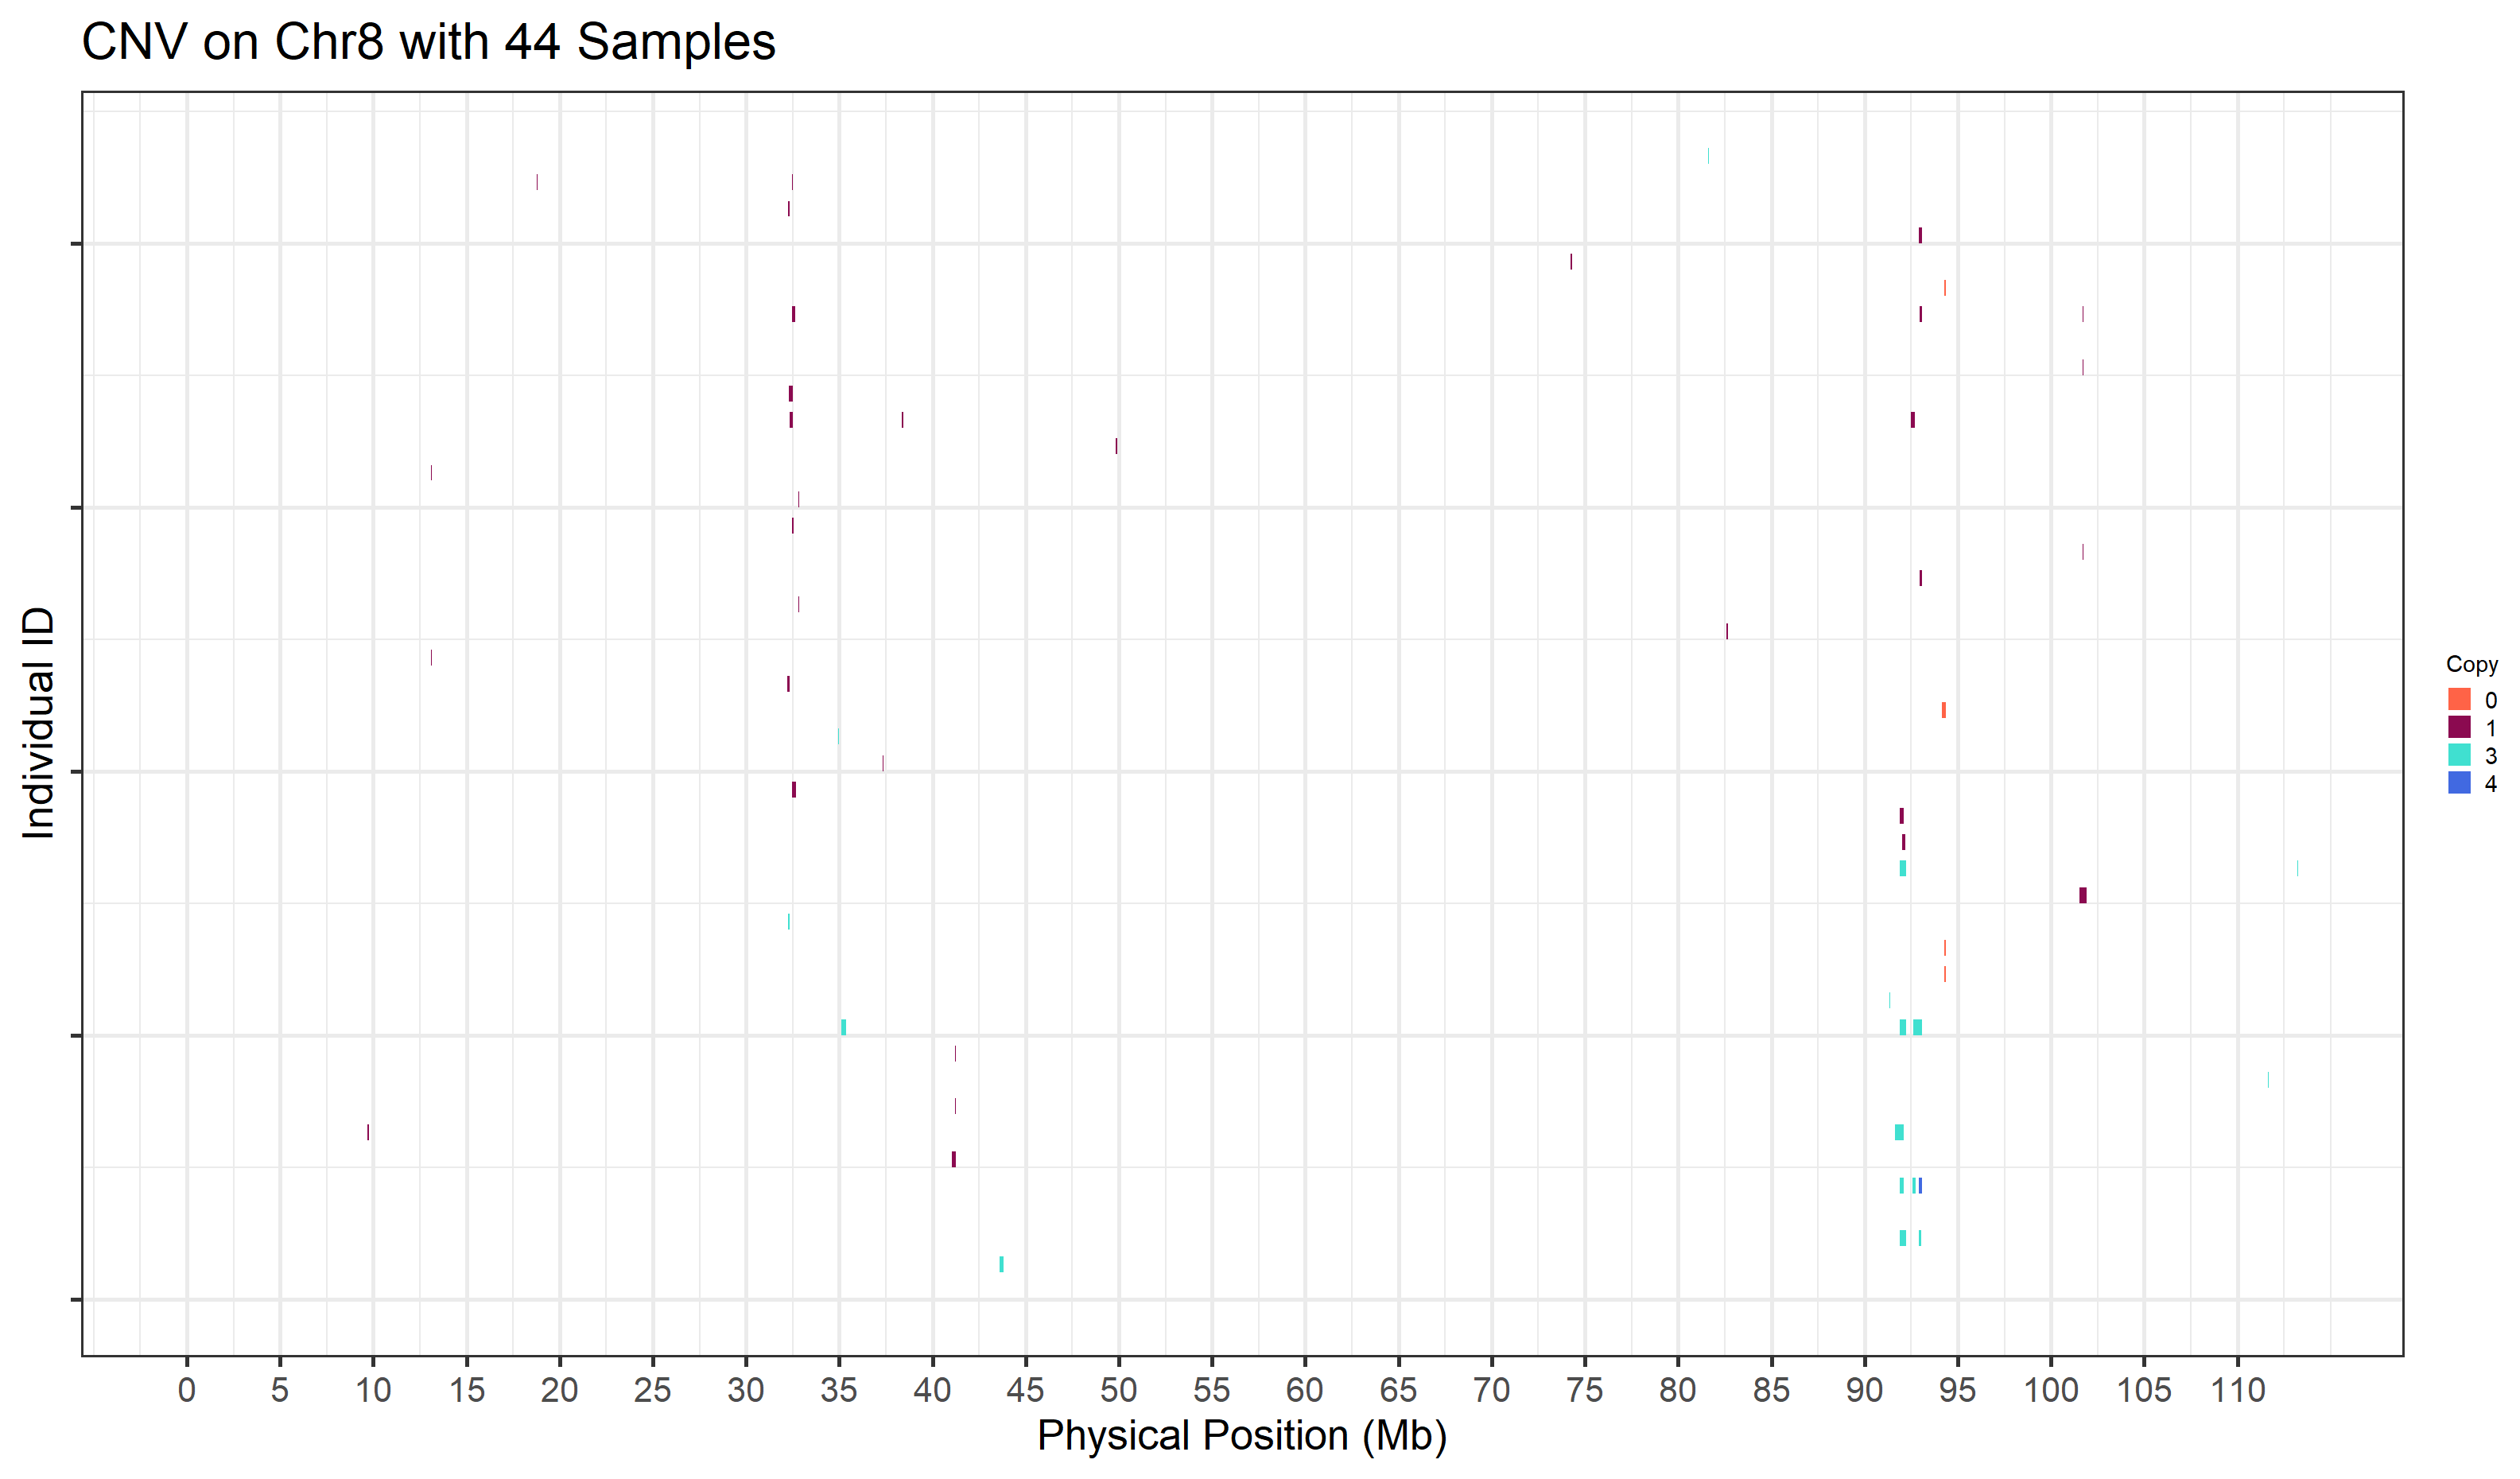 CNV on Chr8 with 44 Samples
Individual ID
Copy
0
1
3
4
0 5 10 15 20 25 30 35 40 45 50 55 60 65 70 75 80 85 90 95 100 105 110
Physical Position (Mb)